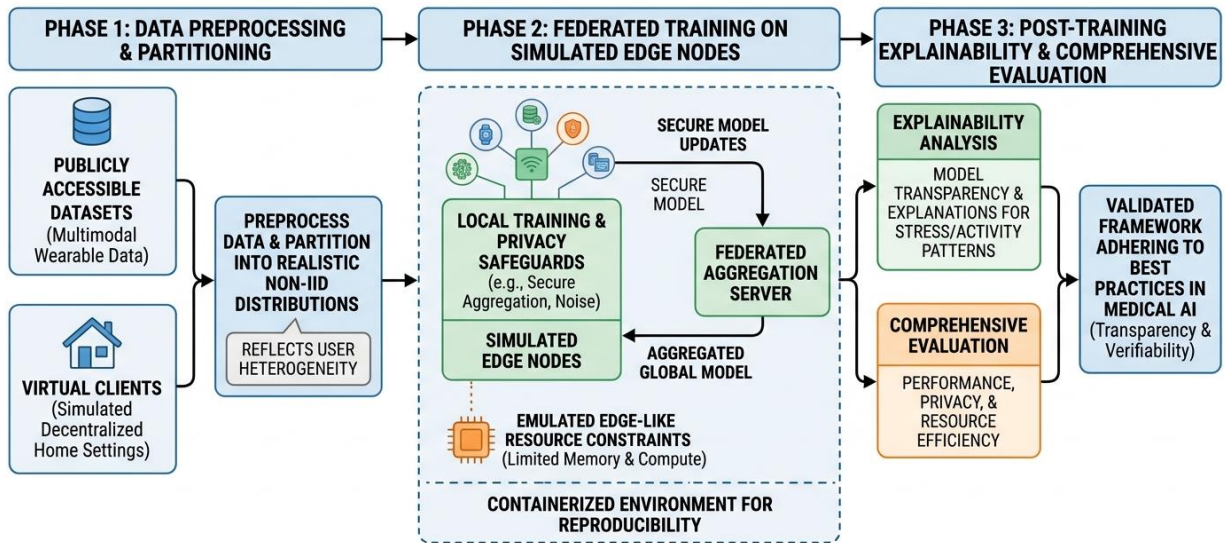 PHASE 1: DATA PREPROCESSING
& PARTITIONING
PHASE 2: FEDERATED TRAINING ON
SIMULATED EDGE NODES
PHASE 3: POST-TRAINING
EXPLAINABILITY & COMPREHENSIVE
EVALUATION
PUBLICLY
ACCESSIBLE
DATASETS
(Multimodal
Wearable Data)
VIRTUAL CLIENTS
(Simulated
Decentralized
Home Settings)
PREPROCESS
DATA & PARTITION
INTO REALISTIC
NON-IID
DISTRIBUTIONS
REFLECTS USER
HETEROGENEITY
SECURE MODEL
UPDATES
SECURE
MODEL
LOCAL TRAINING &
PRIVACY
SAFEGUARDS
(e.g., Secure
Aggregation, Noise)
SIMULATED
EDGE NODES
FEDERATED
AGGREGATION
SERVER
AGGREGATED
GLOBAL MODEL
EMULATED EDGE-LIKE
RESOURCE CONSTRAINTS
(Limited Memory & Compute)
CONTAINERIZED ENVIRONMENT FOR
REPRODUCIBILITY
EXPLAINABILITY
ANALYSIS
MODEL
TRANSPARENCY &
EXPLANATIONS FOR
STRESS/ACTIVITY
PATTERNS
COMPREHENSIVE
EVALUATION
PERFORMANCE,
PRIVACY, &
RESOURCE
EFFICIENCY
VALIDATED
FRAMEWORK
ADHERING TO
BEST
PRACTICES IN
MEDICAL AI
(Transparency &
Verifiability)